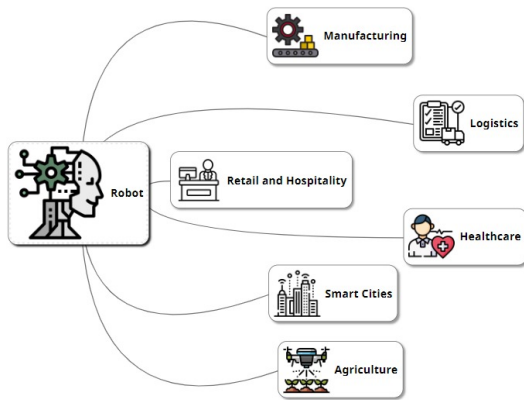 Manufacturing
Logistics
Robot
Retail and Hospitality
Healthcare
Smart Cities
Agriculture